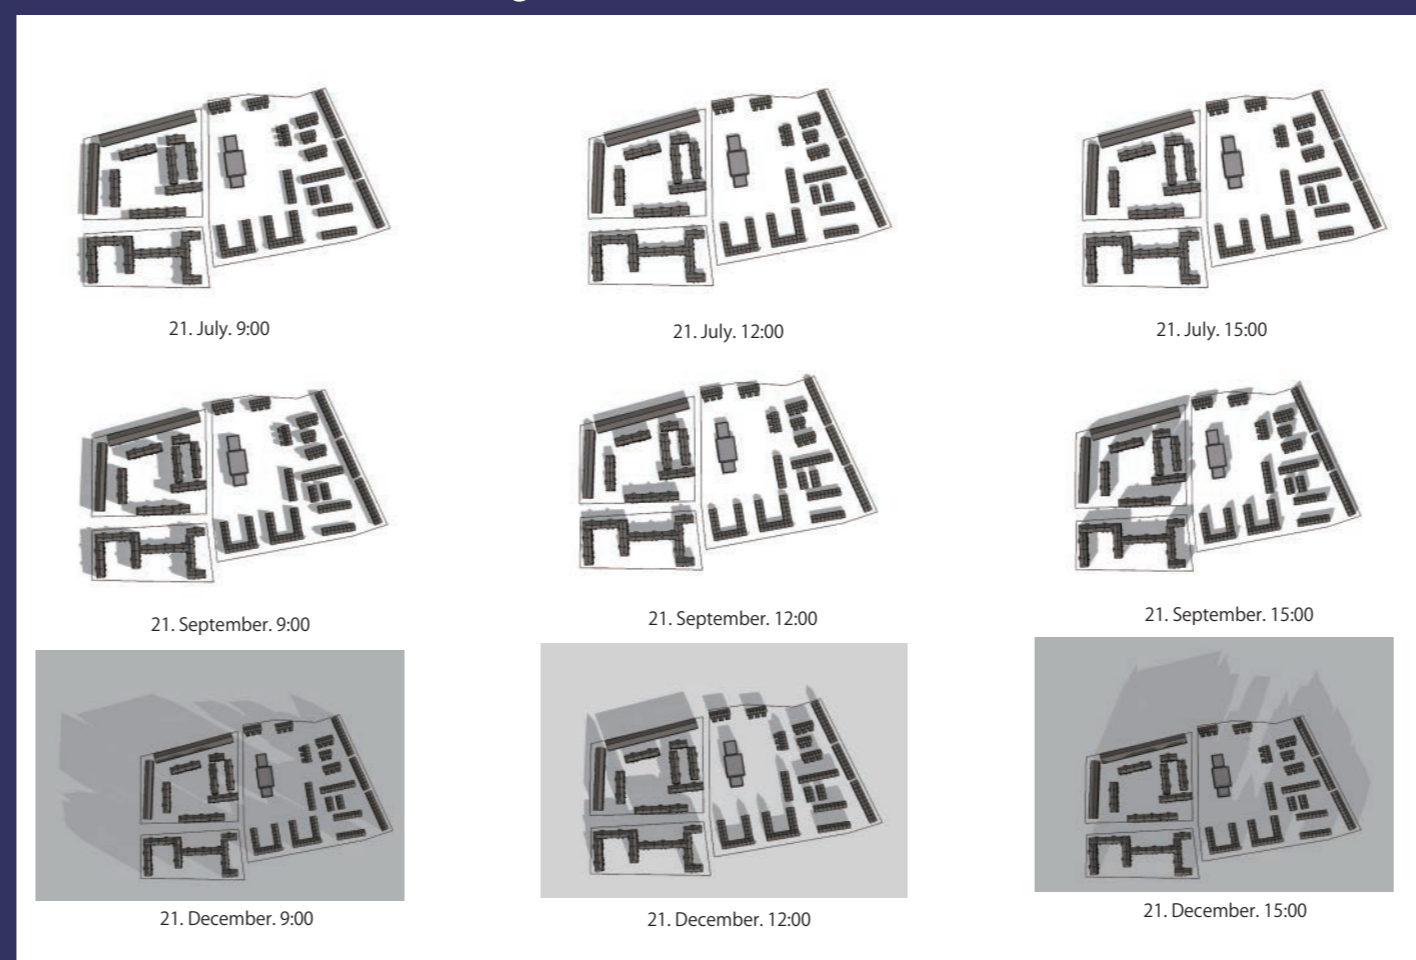 21. July. 9:00
21. July. 12:00
21. July. 15:00
21. September. 9:00
21. September. 12:00
21. September. 15:00
21. December. 9:00
21. December. 12:00
21. December. 15:00